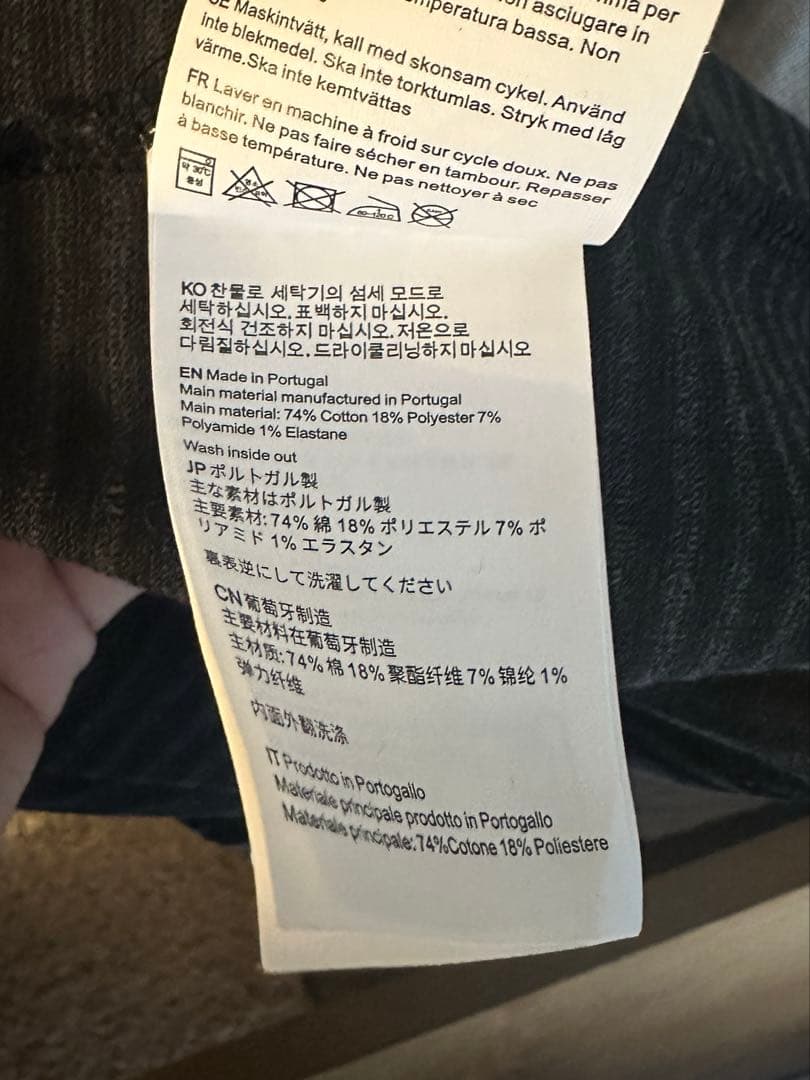 per
asciugare in
temperatura bassa. Non
SE Maskintvätt, kall med skonsam cykel. Använd
inte blekmedel. Ska inte torktumlas. Stryk med låg
värme.Ska inte kemtvättas
FR Laver en machine à froid sur cycle doux. Ne pas
blanchir. Ne pas faire sécher en tambour. Repasser
à basse température. Ne pas nettoyer à sec
약 30℃
중성
KO 찬물로 세탁기의 섬세 모드로
세탁하십시오. 표백하지 마십시오.
회전식 건조하지 마십시오. 저온으로
다림질하십시오. 드라이클리닝하지 마십시오
EN Made in Portugal
Main material manufactured in Portugal
Main material: 74% Cotton 18% Polyester 7%
Polyamide 1% Elastane
Wash inside out
JP ポルトガル製
主な素材はポルトガル製
主要素材: 74% 綿 18% ポリエステル 7% ポ
リアミド 1% エラスタン
裏表逆にして洗濯してください
CN 葡萄牙制造
主要材料在葡萄牙制造
主材质: 74% 棉 18% 聚酯纤维 7% 锦纶 1%
弹力纤维
内面外翻洗涤
IT Prodotto in Portogallo
Materiale principale prodotto in Portogallo
Materiale principale: 74%Cotone 18% Poliestere